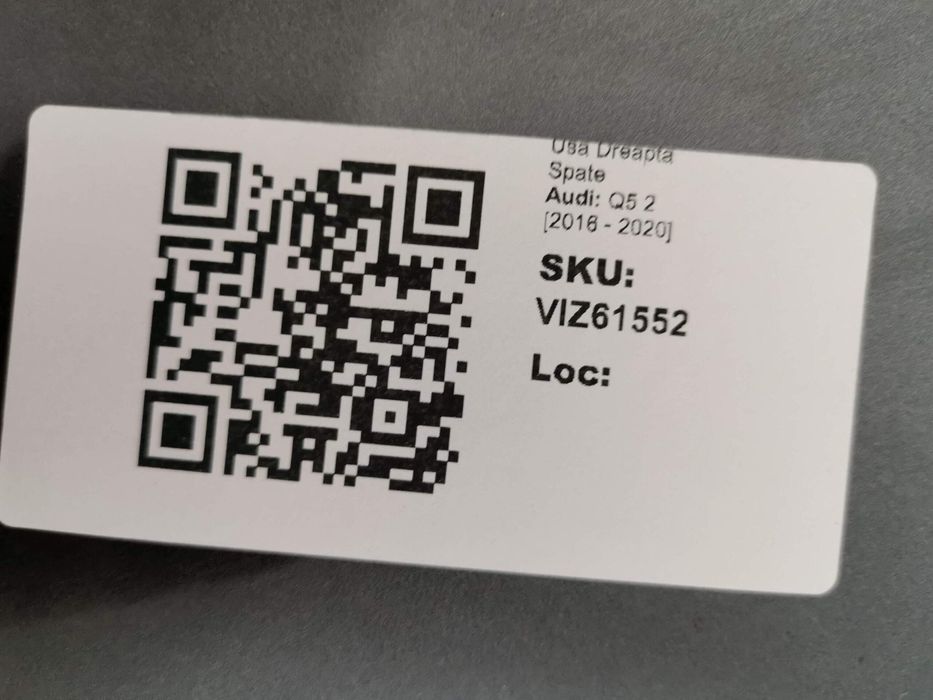 Usa Dreapta
Spate
Audi: Q5 2
[2016 - 2020]
SKU:
VIZ61552
Loc: